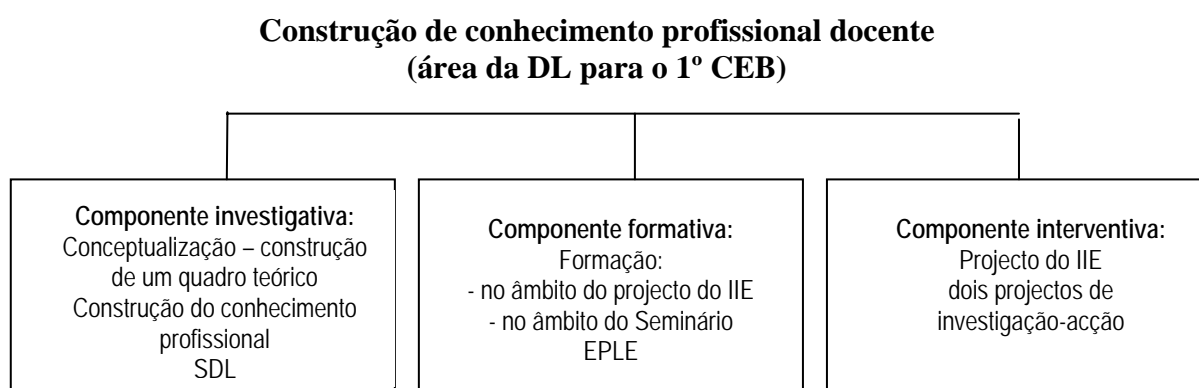 Construção de conhecimento profissional docente
(área da DL para o 1º CEB)
Componente investigativa:
Conceptualização – construção
de um quadro teórico
Construção do conhecimento
profissional
SDL
Componente formativa:
Formação:
- no âmbito do projecto do IIE
- no âmbito do Seminário
EPLE
Componente interventiva:
Projecto do IIE
dois projectos de
investigação-acção